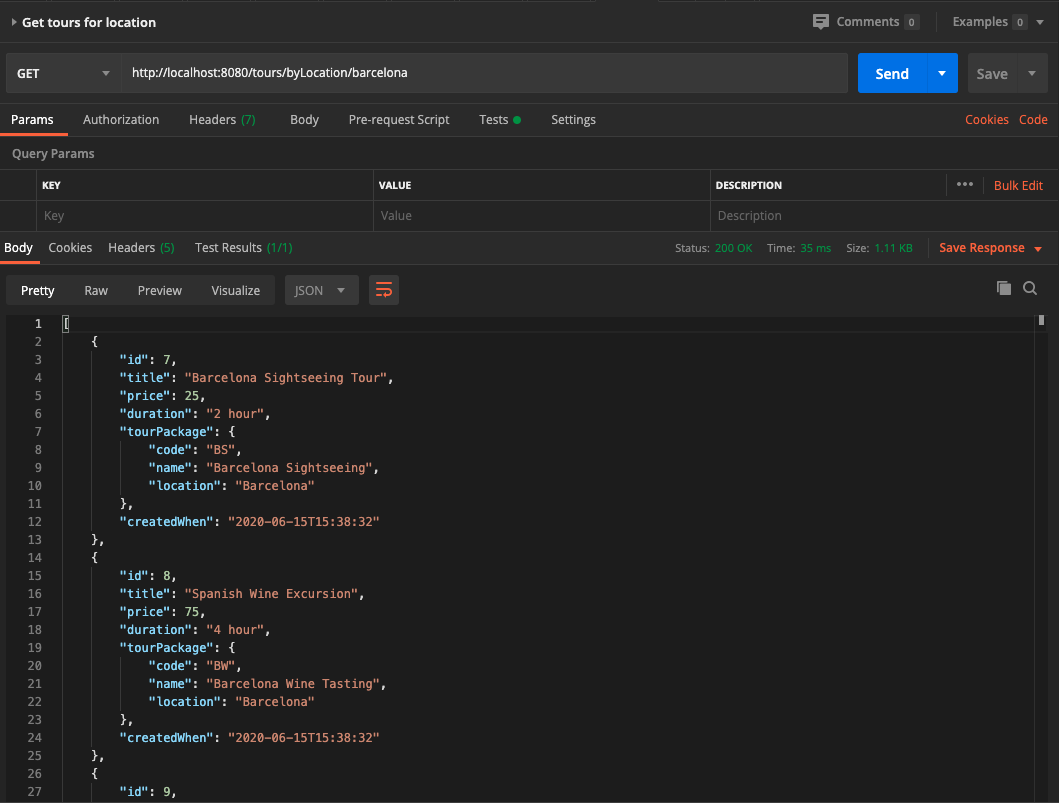 Get tours for location Comments 0 Examples 0
GET http://localhost:8080/tours/byLocation/barcelona Send Save
Params Authorization Headers (7) Body Pre-request Script Tests Settings Cookies Code
Query Params
KEY VALUE DESCRIPTION ••• Bulk Edit
Key Value Description
Body Cookies Headers (5) Test Results (1/1) Status: 200 OK Time: 35 ms Size: 1.11 KB Save Response
Pretty Raw Preview Visualize JSON
1 [
2 {
3 "id": 7,
4 "title": "Barcelona Sightseeing Tour",
5 "price": 25,
6 "duration": "2 hour",
7 "tourPackage": {
8 "code": "BS",
9 "name": "Barcelona Sightseeing",
10 "location": "Barcelona"
11 },
12 "createdWhen": "2020-06-15T15:38:32"
13 },
14 {
15 "id": 8,
16 "title": "Spanish Wine Excursion",
17 "price": 75,
18 "duration": "4 hour",
19 "tourPackage": {
20 "code": "BW",
21 "name": "Barcelona Wine Tasting",
22 "location": "Barcelona"
23 },
24 "createdWhen": "2020-06-15T15:38:32"
25 },
26 {
27 "id": 9,